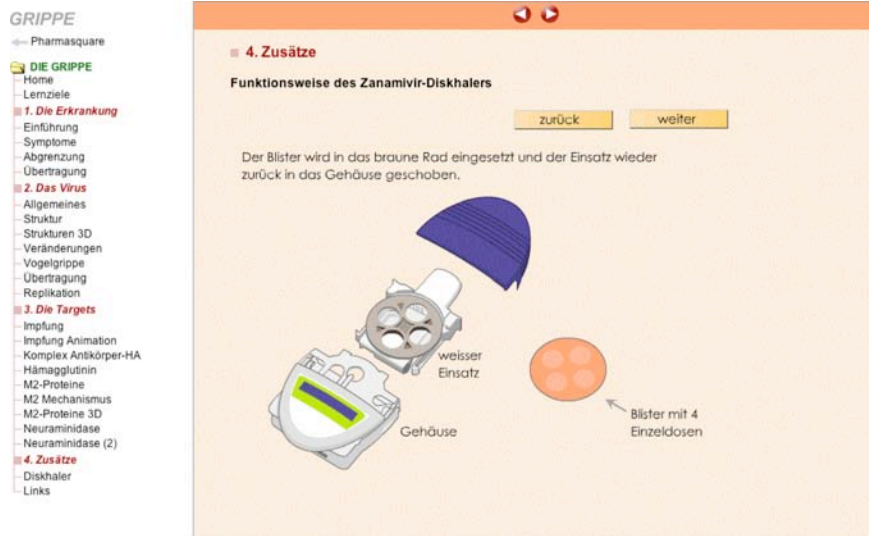 GRIPPE
Pharmasquare
DIE GRIPPE
Home
Lernziele
1. Die Erkrankung
Einführung
Symptome
Abgrenzung
Übertragung
2. Das Virus
Allgemeines
Struktur
Strukturen 3D
Veränderungen
Vogelgrippe
Übertragung
Replikation
3. Die Targets
Impfung
Impfung Animation
Komplex Antikörper-HA
Hämagglutinin
M2-Proteine
M2 Mechanismus
M2-Proteine 3D
Neuraminidase
Neuraminidase (2)
4. Zusätze
Diskhaler
Links
4. Zusätze
Funktionsweise des Zanamivir-Diskhalers
zurück weiter
Der Blister wird in das braune Rad eingesetzt und der Einsatz wieder
zurück in das Gehäuse geschoben.
weisser
Einsatz
Gehäuse
Blister mit 4
Einzeldosen